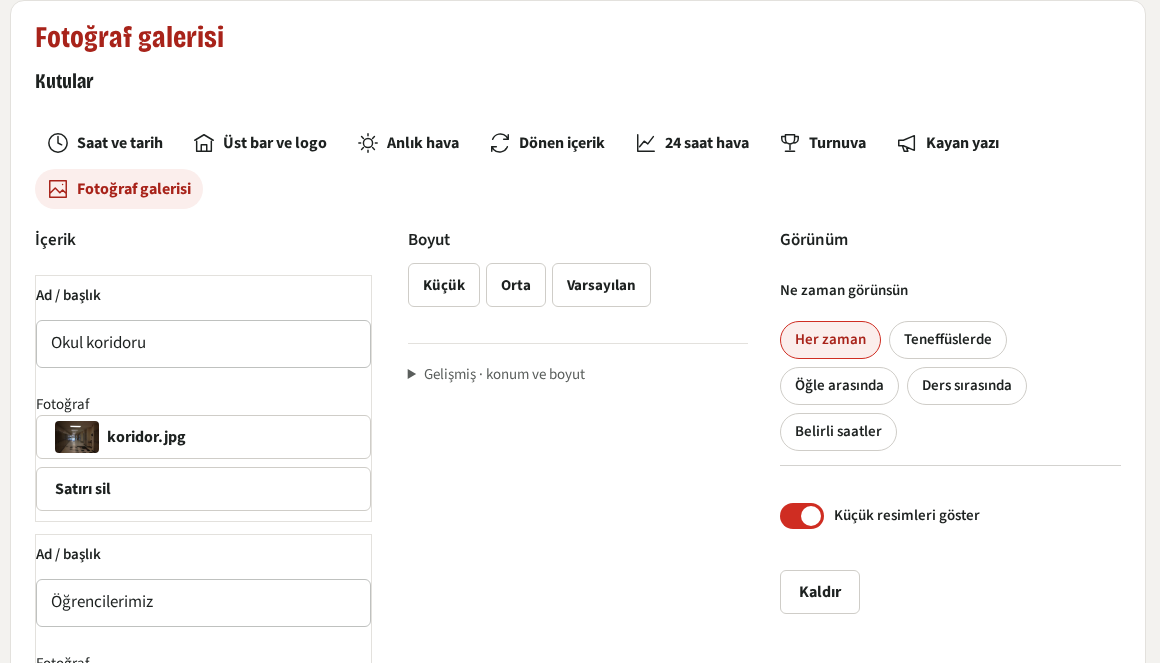 Fotoğraf galerisi
Kutular
Saat ve tarih
Üst bar ve logo
Anlık hava
Dönen içerik
24 saat hava
Turnuva
Kayan yazı
Fotoğraf galerisi
İçerik
Ad / başlık
Okul koridoru
Fotoğraf
koridor.jpg
Satırı sil
Ad / başlık
Öğrencilerimiz
Fotoğraf
Boyut
Küçük
Orta
Varsayılan
Gelişmiş · konum ve boyut
Görünüm
Ne zaman görünsün
Her zaman
Teneffüslerde
Öğle arasında
Ders sırasında
Belirli saatler
Küçük resimleri göster
Kaldır